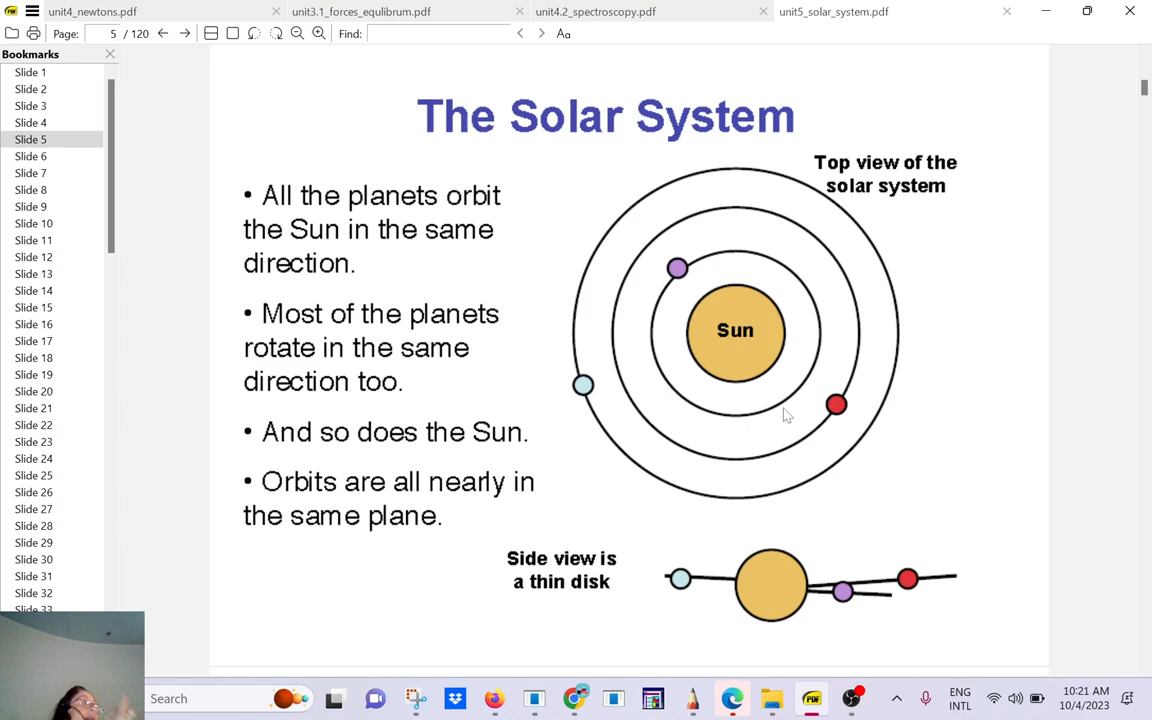 unit4_newtons.pdf
unit3.1_forces_equlibrum.pdf
unit4.2_spectroscopy.pdf
unit5_solar_system.pdf
Page: 5 / 120
Find:
Aa
Bookmarks
Slide 1
Slide 2
Slide 3
Slide 4
Slide 5
Slide 6
Slide 7
Slide 8
Slide 9
Slide 10
Slide 11
Slide 12
Slide 13
Slide 14
Slide 15
Slide 16
Slide 17
Slide 18
Slide 19
Slide 20
Slide 21
Slide 22
Slide 23
Slide 24
Slide 25
Slide 26
Slide 27
Slide 28
Slide 29
Slide 30
Slide 31
Slide 32
Slide 33
The Solar System
• All the planets orbit
the Sun in the same
direction.
• Most of the planets
rotate in the same
direction too.
• And so does the Sun.
• Orbits are all nearly in
the same plane.
Top view of the
solar system
Sun
Side view is
a thin disk
Search
PDF
ENG
INTL
10:21 AM
10/4/2023